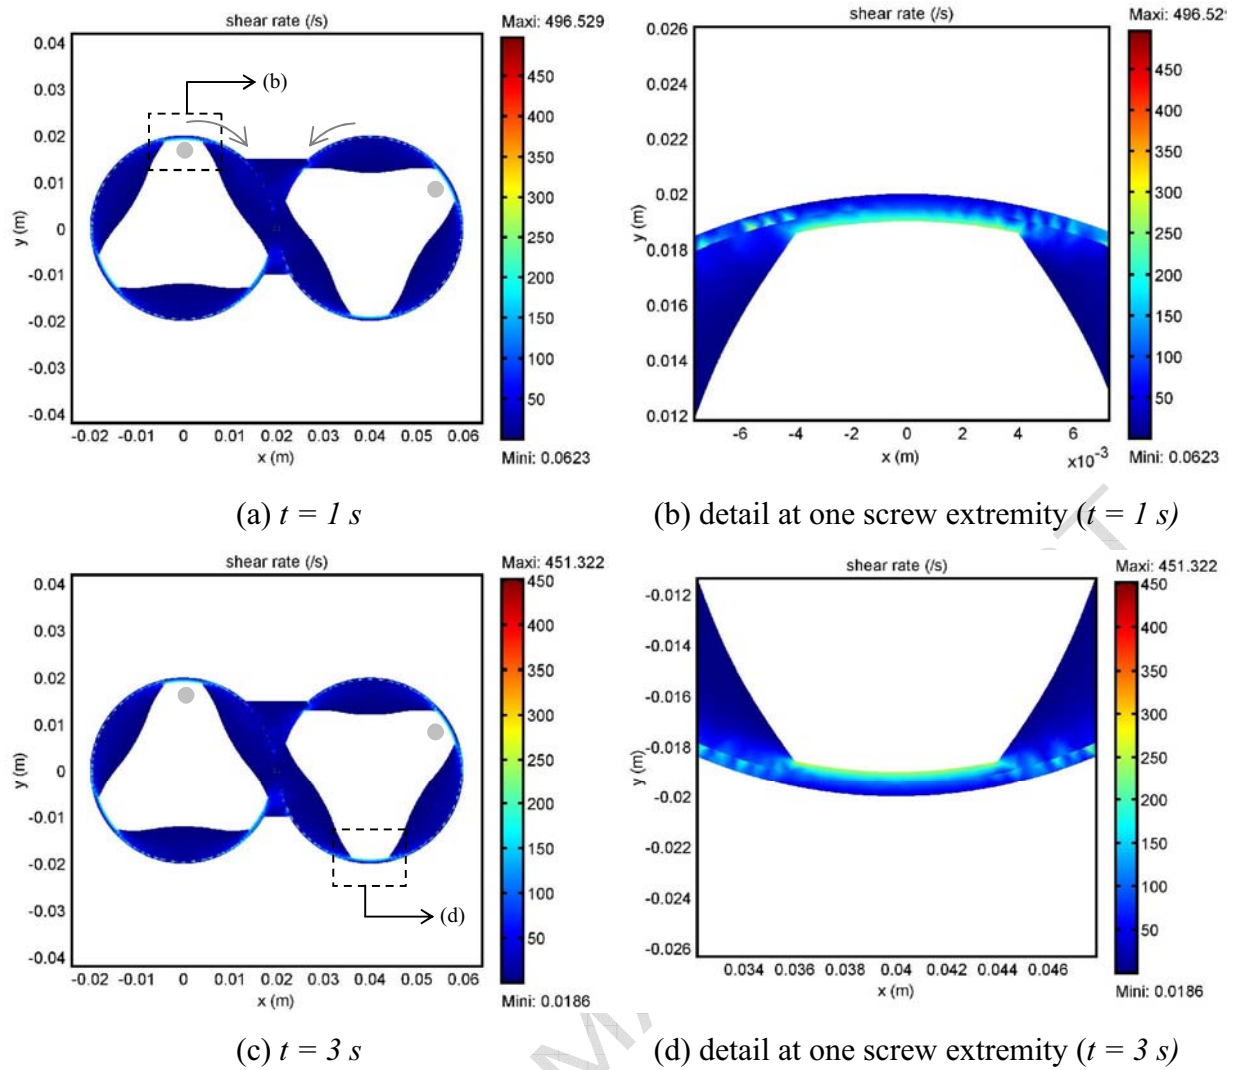 shear rate (/s)
Maxi: 496.529
0.04
0.03
0.02
0.01
0
-0.01
-0.02
-0.03
-0.04
y (m)
-0.02 -0.01 0 0.01 0.02 0.03 0.04 0.05 0.06
x (m)
(b)
450
400
350
300
250
200
150
100
50
Mini: 0.0623
(a) t = 1 s
shear rate (/s)
Maxi: 496.52
0.026
0.024
0.022
0.02
0.018
0.016
0.014
0.012
y (m)
-6 -4 -2 0 2 4 6
x10-3
x (m)
450
400
350
300
250
200
150
100
50
Mini: 0.0623
(b) detail at one screw extremity (t = 1 s)
shear rate (/s)
Maxi: 451.322
0.04
0.03
0.02
0.01
0
-0.01
-0.02
-0.03
-0.04
y (m)
-0.02 -0.01 0 0.01 0.02 0.03 0.04 0.05 0.06
x (m)
(d)
450
400
350
300
250
200
150
100
50
Mini: 0.0186
(c) t = 3 s
shear rate (/s)
Maxi: 451.322
-0.012
-0.014
-0.016
-0.018
-0.02
-0.022
-0.024
-0.026
y (m)
0.034 0.036 0.038 0.04 0.042 0.044 0.046
x (m)
450
400
350
300
250
200
150
100
50
Mini: 0.0186
(d) detail at one screw extremity (t = 3 s)